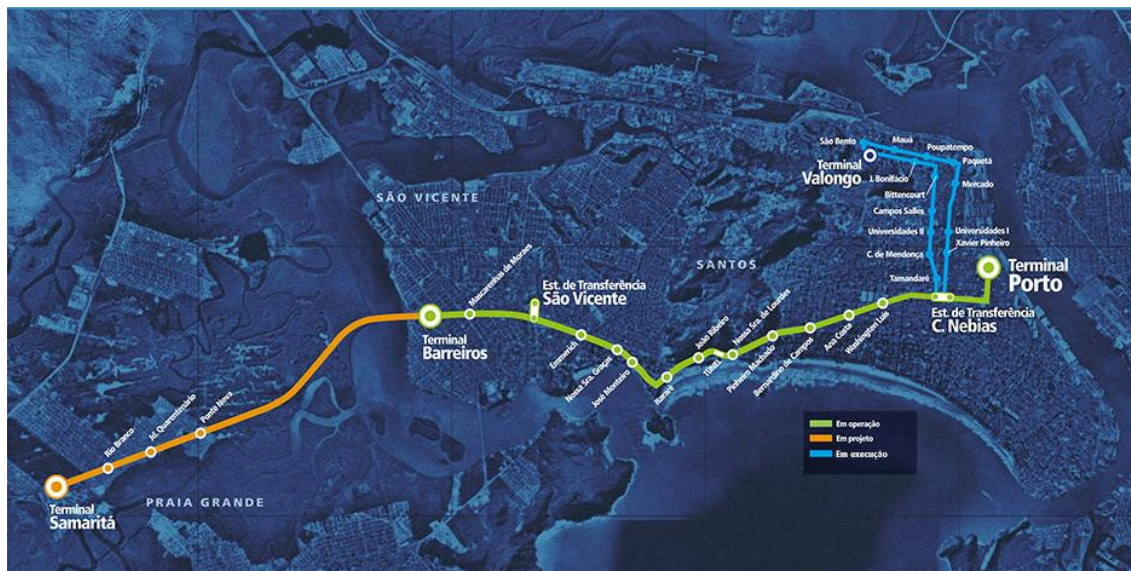 São Bento
Mauá
Poupatempo
Paquetá
Terminal
Valongo
J. Bonifácio
Bittencourt
Mercado
SÃO VICENTE
Campos Salles
Universidades II
Universidades I
Xavier Pinheiro
C. de Mendonça
SANTOS
Tamandaré
Terminal
Porto
Mascarenhas de Moraes
Est. de Transferência
São Vicente
Est. de Transferência
C. Nebias
Terminal
Barreiros
Emmerich
Nossa Sra. Graças
José Monteiro
Itararé
João Ribeiro
TÚNEL
Nossa Sra. de Lourdes
Pinheiro Machado
Bernardino de Campos
Ana Costa
Washington Luís
Rio Branco
Jd. Quarentenário
Ponte Nova
Em operação
Em projeto
Em execução
Terminal
Samaritá
PRAIA GRANDE